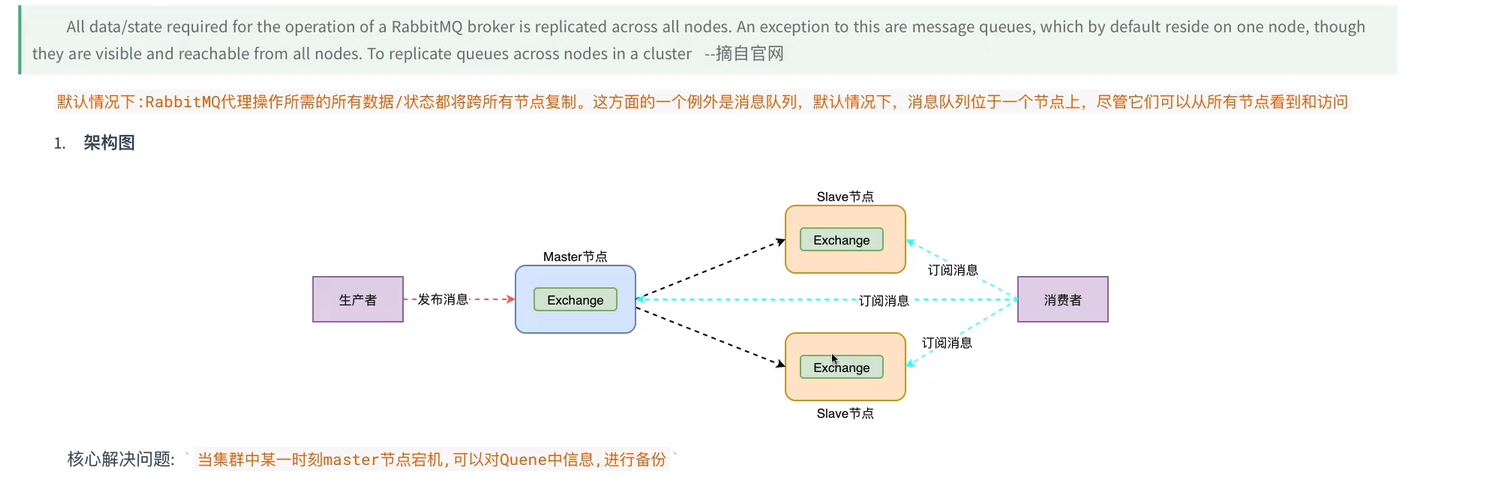 All data/state required for the operation of a RabbitMQ broker is replicated across all nodes. An exception to this are message queues, which by default reside on one node, though
they are visible and reachable from all nodes. To replicate queues across nodes in a cluster --摘自官网
默认情况下:RabbitMQ代理操作所需的所有数据/状态都将跨所有节点复制。这方面的一个例外是消息队列，默认情况下，消息队列位于一个节点上，尽管它们可以从所有节点看到和访问
1. 架构图
Slave节点
Exchange
Master节点
订阅消息
生产者
发布消息
Exchange
订阅消息
消费者
订阅消息
Exchange
Slave节点
核心解决问题: `当集群中某一时刻master节点宕机,可以对Quene中信息,进行备份`